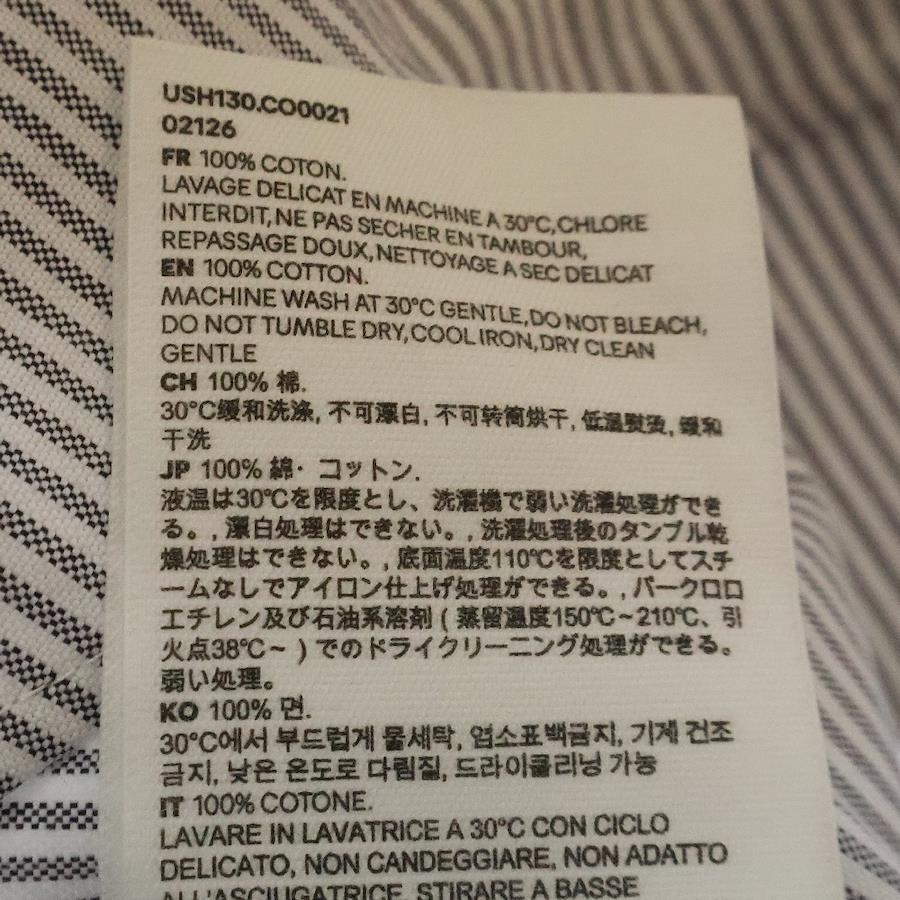 USH130.CO0021
02126
FR 100% COTON.
LAVAGE DELICAT EN MACHINE A 30°C,CHLORE
INTERDIT,NE PAS SECHER EN TAMBOUR,
REPASSAGE DOUX,NETTOYAGE A SEC DELICAT
EN 100% COTTON.
MACHINE WASH AT 30°C GENTLE,DO NOT BLEACH,
DO NOT TUMBLE DRY,COOL IRON,DRY CLEAN
GENTLE
CH 100% 棉.
30°C缓和洗涤, 不可漂白, 不可转筒烘干, 低温熨烫, 缓和
干洗
JP 100% 綿・コットン.
液温は30℃を限度とし、洗濯機で弱い洗濯処理ができ
る。, 漂白処理はできない。, 洗濯処理後のタンブル乾
燥処理はできない。, 底面温度110℃を限度としてスチ
ームなしでアイロン仕上げ処理ができる。, パークロロ
エチレン及び石油系溶剤 ( 蒸留温度150℃~210℃、引
火点38℃~ ) でのドライクリーニング処理ができる。
弱い処理。
KO 100% 면.
30°C에서 부드럽게 물세탁, 염소표백금지, 기계 건조
금지, 낮은 온도로 다림질, 드라이클리닝 가능
IT 100% COTONE.
LAVARE IN LAVATRICE A 30°C CON CICLO
DELICATO, NON CANDEGGIARE, NON ADATTO
ALL'ASCIUGATRICE, STIRARE A BASSE